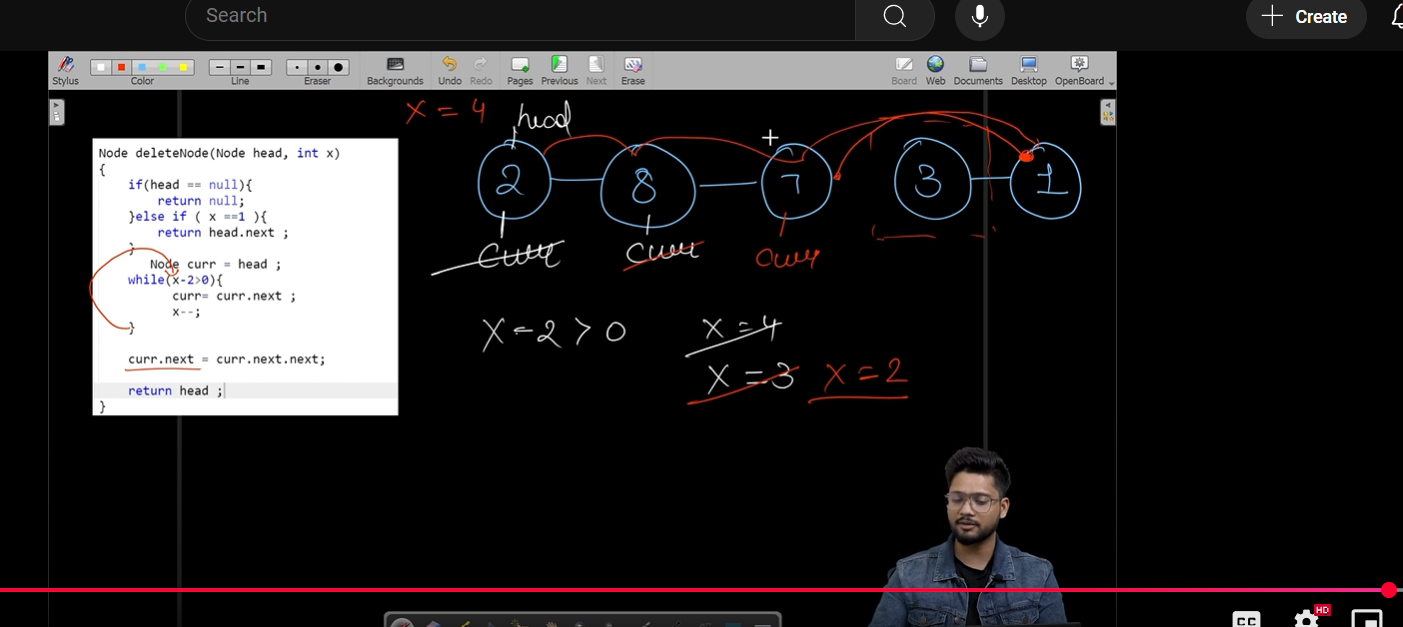 Search
Create
Stylus Color Line Eraser Backgrounds Undo Redo Pages Previous Next Erase Board Web Documents Desktop OpenBoard
x = 4 head
2 8 7 3 1
curr curr curr
Node deleteNode(Node head, int x)
{
if(head == null){
return null;
}else if ( x ==1 ){
return head.next ;
}
Node curr = head ;
while(x-2>0){
curr= curr.next ;
x--;
}
curr.next = curr.next.next;
return head ;
}
x-2 > 0 x=4
x=3 x=2
HD
CC